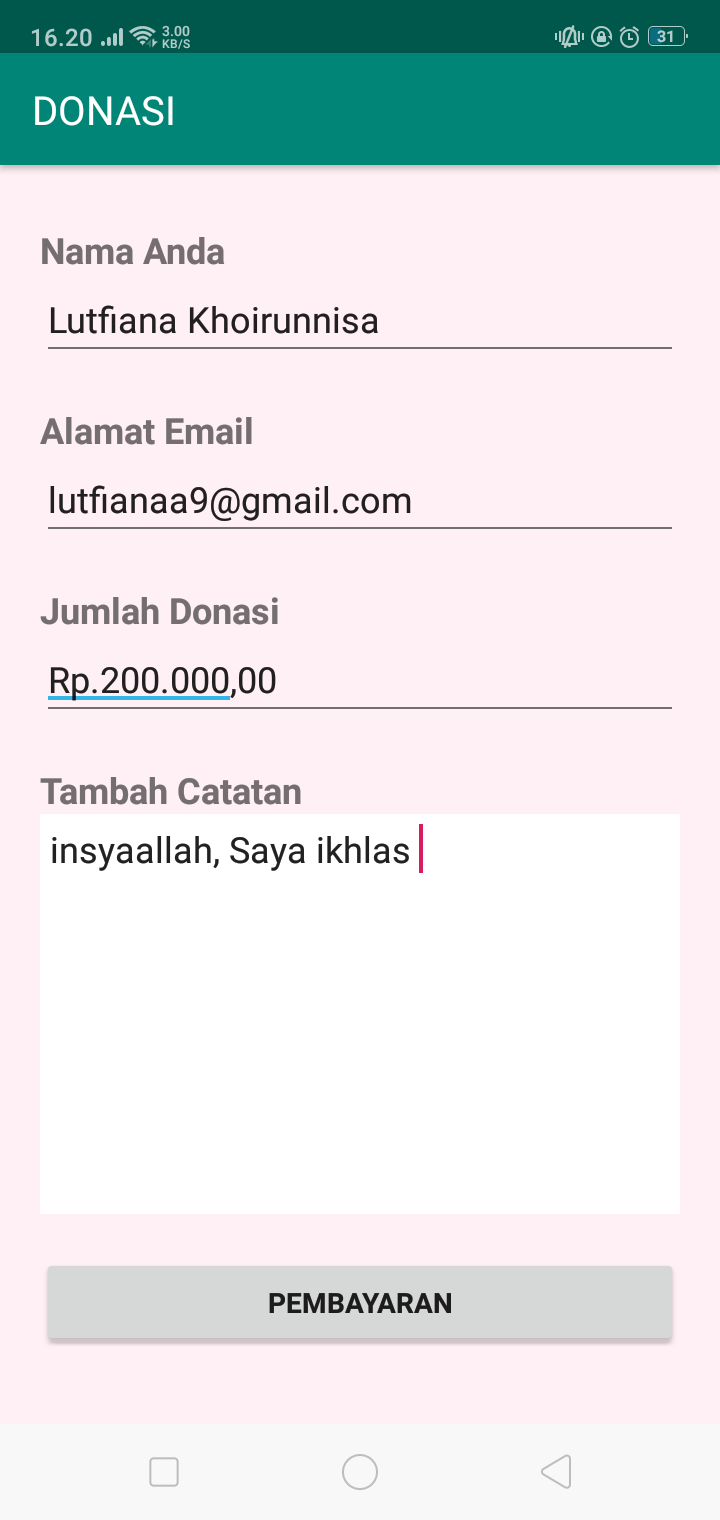 16.20 3.00 KB/S 31
DONASI
Nama Anda
Lutfiana Khoirunnisa
Alamat Email
lutfianaa9@gmail.com
Jumlah Donasi
Rp.200.000,00
Tambah Catatan
insyaallah, Saya ikhlas
PEMBAYARAN